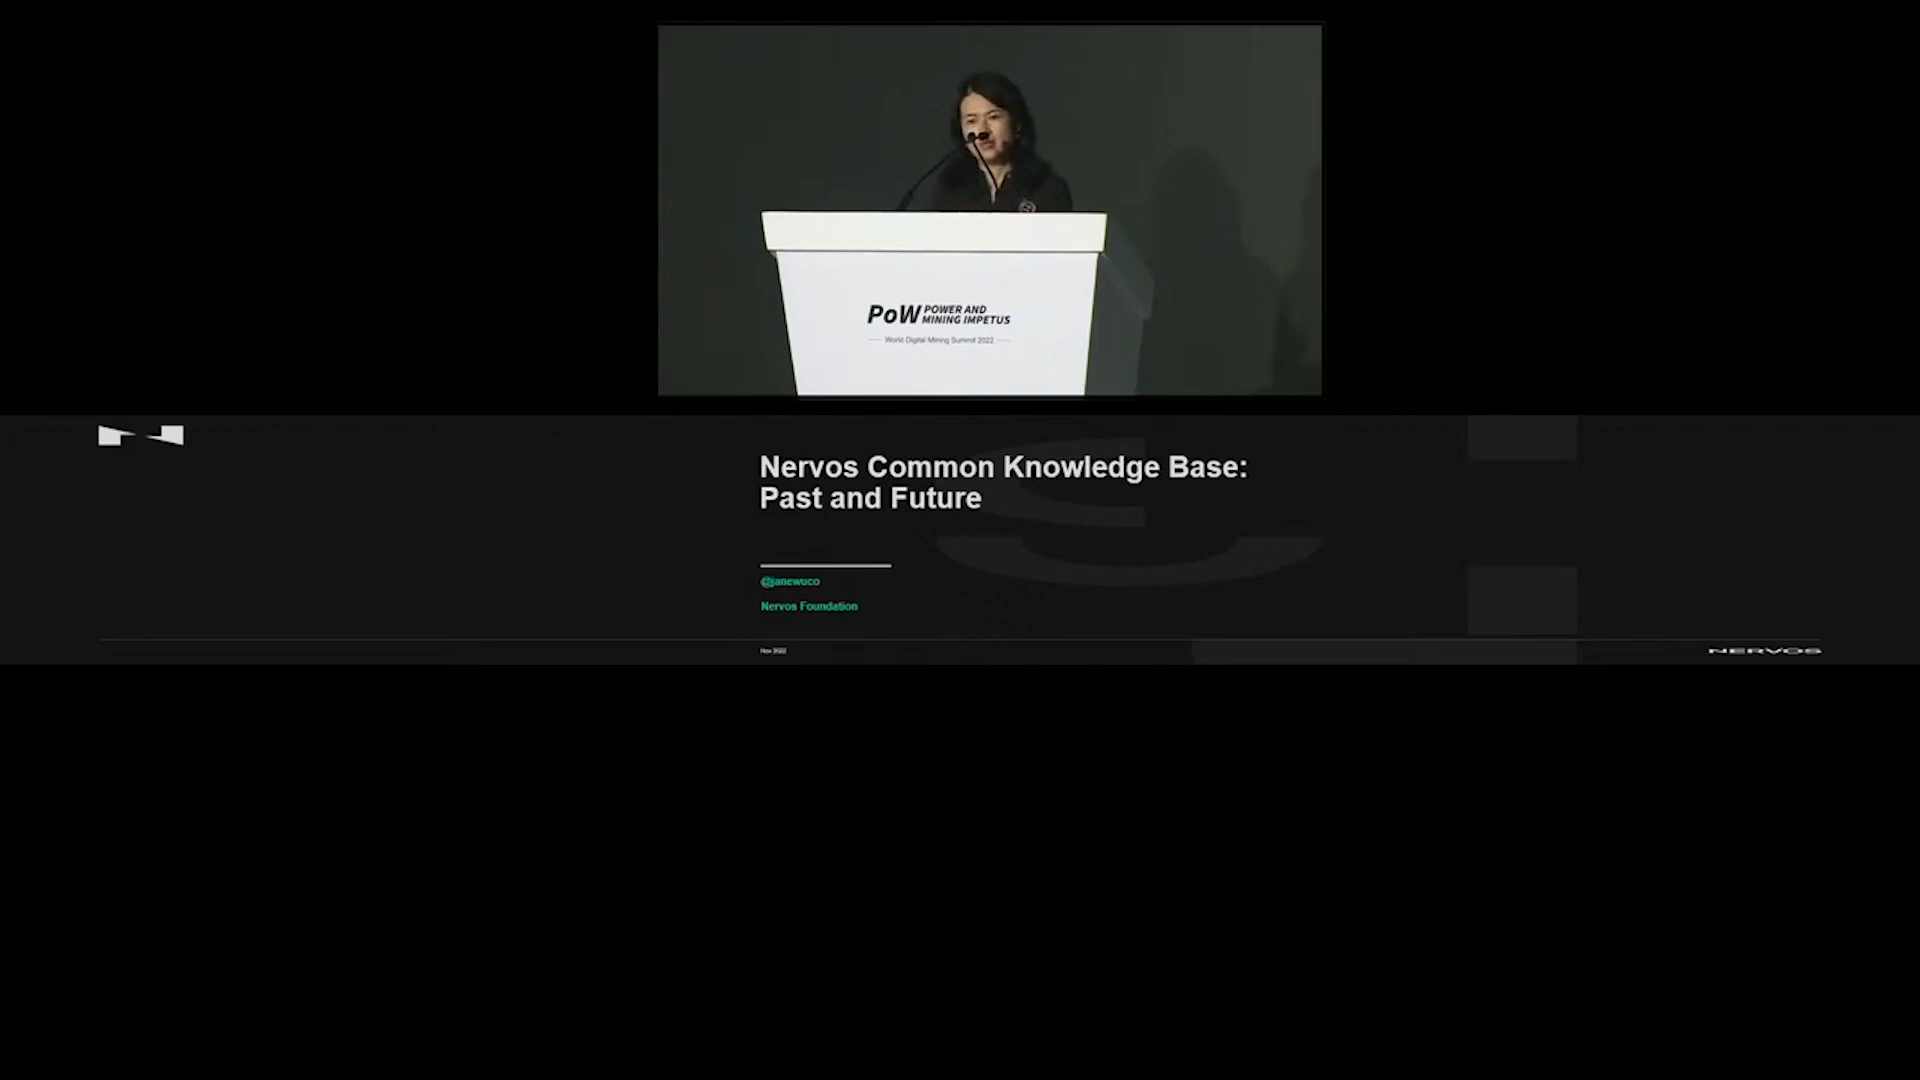 PoW POWER AND
MINING IMPETUS
World Digital Mining Summit 2022
Nervos Common Knowledge Base:
Past and Future
@janewuco
Nervos Foundation
Nov 2022
NERVOS